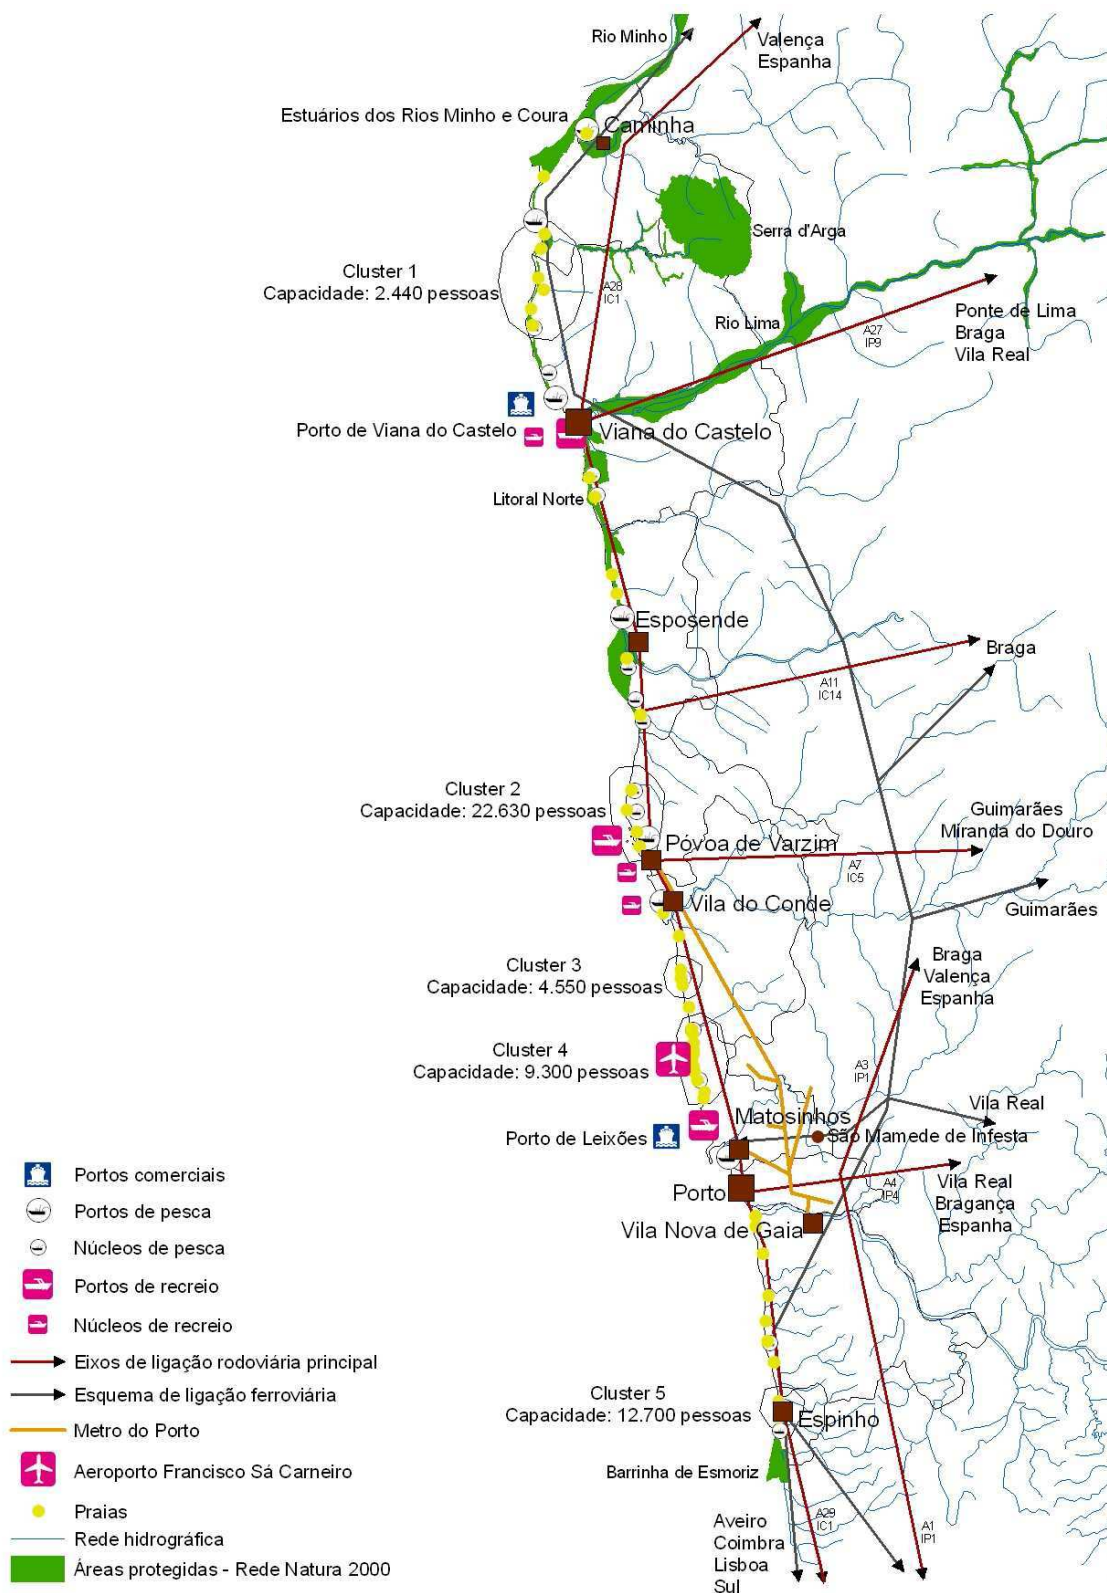 Rio Minho
Valença
Espanha
Estuários dos Rios Minho e Coura
Caminha
Serra d'Arga
Cluster 1
Capacidade: 2.440 pessoas
A28
IC1
Rio Lima
A27
IP9
Ponte de Lima
Braga
Vila Real
Porto de Viana do Castelo
Viana do Castelo
Litoral Norte
Esposende
Braga
A11
IC14
Cluster 2
Capacidade: 22.630 pessoas
Guimarães
Miranda do Douro
Póvoa de Varzim
A7
IC5
Vila do Conde
Guimarães
Cluster 3
Capacidade: 4.550 pessoas
Braga
Valença
Espanha
Cluster 4
Capacidade: 9.300 pessoas
A3
IP1
Vila Real
Matosinhos
Porto de Leixões
São Mamede de Infesta
Porto
A4
IP4
Vila Real
Bragança
Espanha
Vila Nova de Gaia
Cluster 5
Capacidade: 12.700 pessoas
Espinho
Barrinha de Esmoriz
A29
IC1
A1
IP1
Aveiro
Coimbra
Lisboa
Sul
Portos comerciais
Portos de pesca
Núcleos de pesca
Portos de recreio
Núcleos de recreio
Eixos de ligação rodoviária principal
Esquema de ligação ferroviária
Metro do Porto
Aeroporto Francisco Sá Carneiro
Praias
Rede hidrográfica
Áreas protegidas - Rede Natura 2000